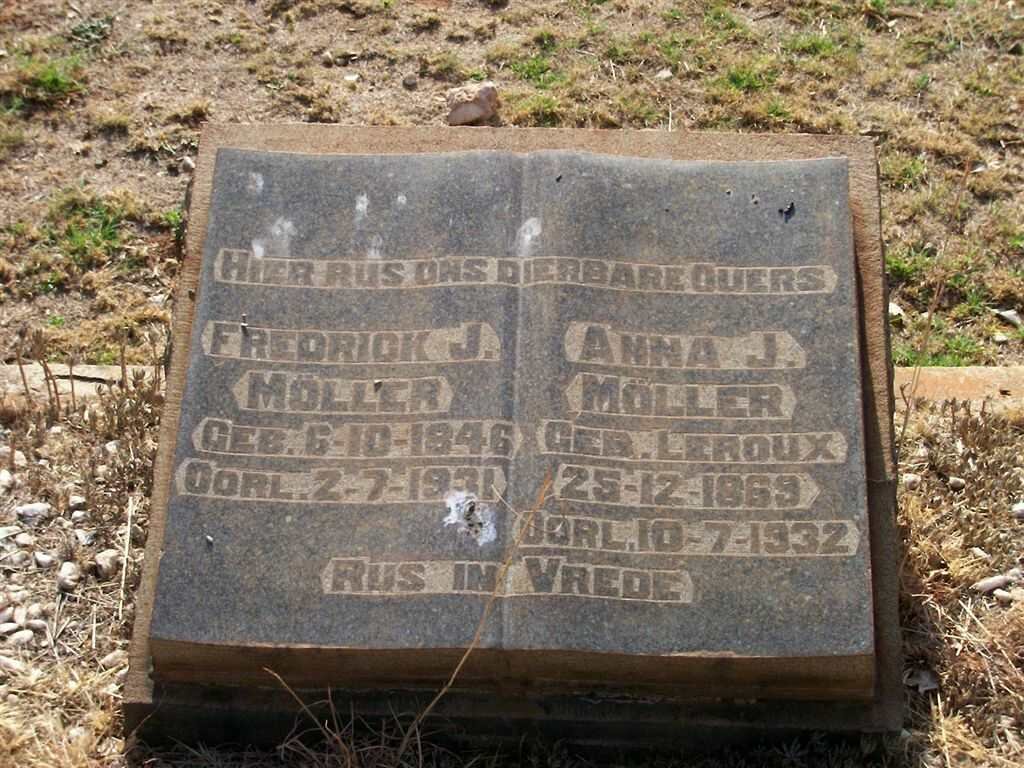 HIER RUS ONS DIERBARE OUERS
FREDRICK J.
MÖLLER
GEB. 6-10-1846
OORL. 2-7-1931
ANNA J.
MÖLLER
GEB. LEROUX
25-12-1869
OORL. 10-7-1932
RUS IN VREDE